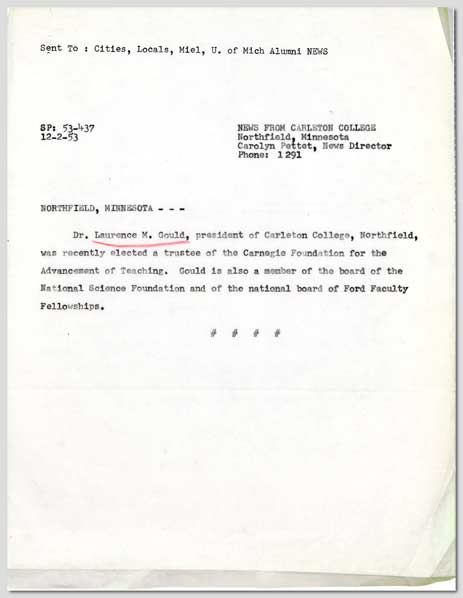 Sent To : Cities, Locals, Miel, U. of Mich Alumni NEWS
SP: 53-437
12-2-53
NEWS FROM CARLETON COLLEGE
Northfield, Minnesota
Carolyn Pettet, News Director
Phone: 1291
NORTHFIELD, MINNESOTA - - -
Dr. Laurence M. Gould, president of Carleton College, Northfield,
was recently elected a trustee of the Carnegie Foundation for the
Advancement of Teaching. Gould is also a member of the board of the
National Science Foundation and of the national board of Ford Faculty
Fellowships.
# # # #